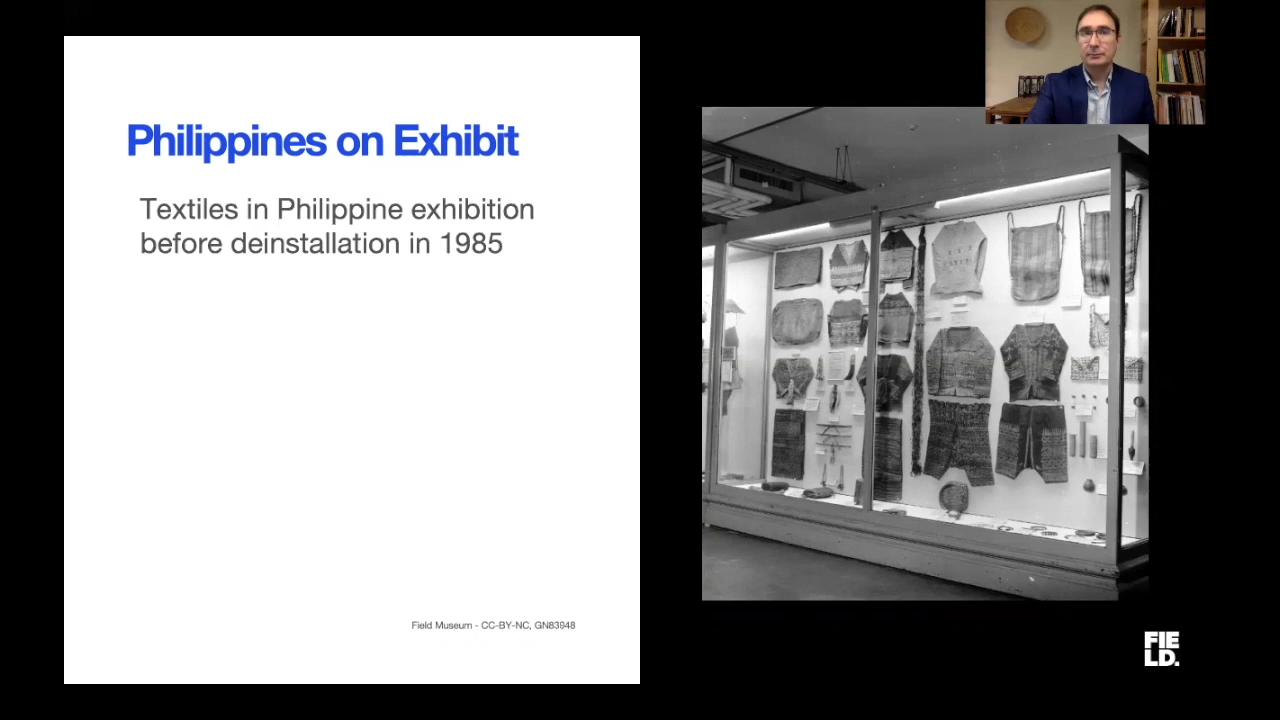 Philippines on Exhibit
Textiles in Philippine exhibition
before deinstallation in 1985
Field Museum - CC-BY-NC, GN83948
FIE
LD.